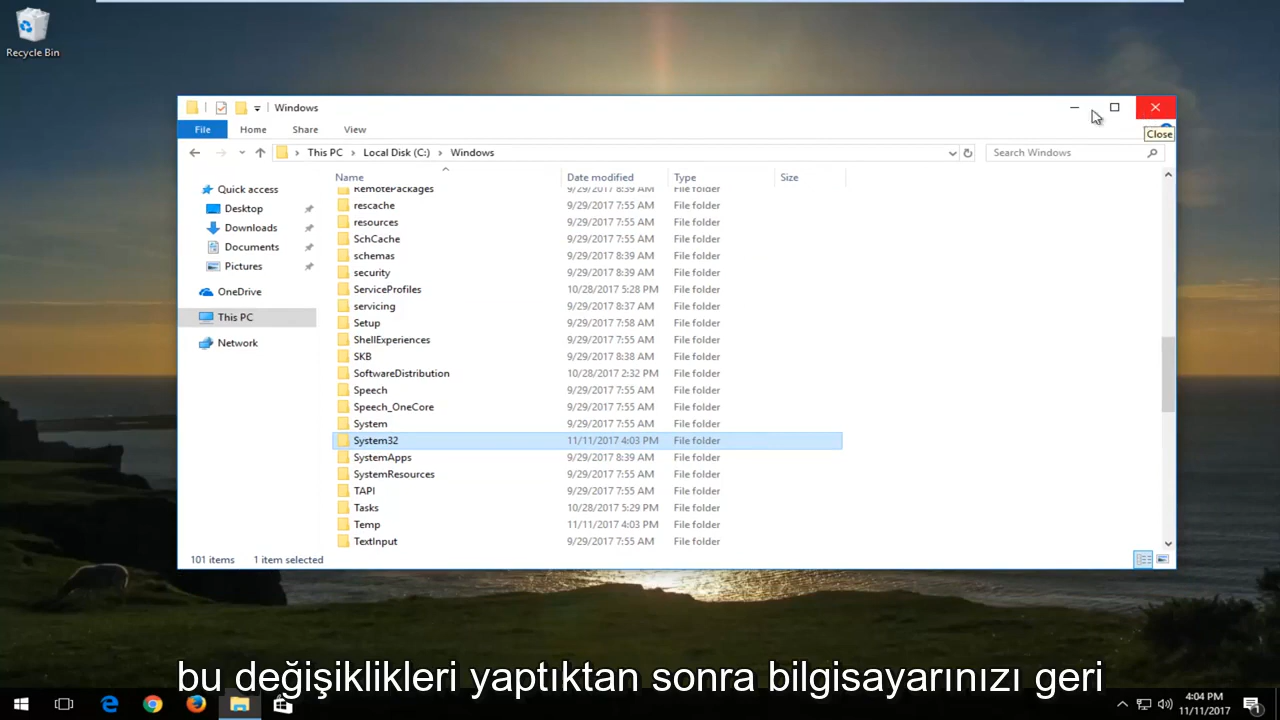 Recycle Bin
Windows
Close
File Home Share View
This PC Local Disk (C:) Windows Search Windows
Name Date modified Type Size
Quick access
Desktop
Downloads
Documents
Pictures
OneDrive
This PC
Network
RemotePackages 9/29/2017 8:39 AM File folder
rescache 9/29/2017 7:55 AM File folder
resources 9/29/2017 7:55 AM File folder
SchCache 9/29/2017 7:55 AM File folder
schemas 9/29/2017 8:39 AM File folder
security 9/29/2017 8:39 AM File folder
ServiceProfiles 10/28/2017 5:28 PM File folder
servicing 9/29/2017 8:37 AM File folder
Setup 9/29/2017 7:58 AM File folder
ShellExperiences 9/29/2017 7:55 AM File folder
SKB 9/29/2017 8:38 AM File folder
SoftwareDistribution 10/28/2017 2:32 PM File folder
Speech 9/29/2017 7:55 AM File folder
Speech_OneCore 9/29/2017 7:55 AM File folder
System 9/29/2017 7:55 AM File folder
System32 11/11/2017 4:03 PM File folder
SystemApps 9/29/2017 8:39 AM File folder
SystemResources 9/29/2017 7:55 AM File folder
TAPI 9/29/2017 7:55 AM File folder
Tasks 10/28/2017 5:29 PM File folder
Temp 11/11/2017 4:03 PM File folder
TextInput 9/29/2017 7:55 AM File folder
101 items 1 item selected
bu değişiklikleri yaptıktan sonra bilgisayarınızı geri
4:04 PM
11/11/2017
1